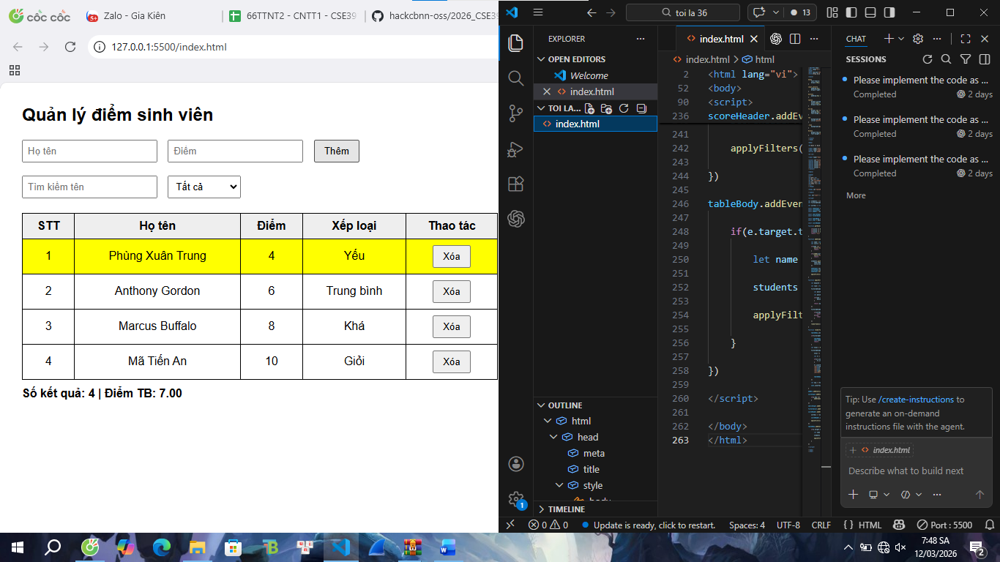 cốc cốc
5+ Zalo - Gia Kiên
66TTNT2 - CNTT1 - CSE39
hackcbnn-oss/2026_CSE39
127.0.0.1:5500/index.html
Quản lý điểm sinh viên
Họ tên Điểm Thêm
Tìm kiếm tên Tất cả
STT Họ tên Điểm Xếp loại Thao tác
1 Phùng Xuân Trung 4 Yếu Xóa
2 Anthony Gordon 6 Trung bình Xóa
3 Marcus Buffalo 8 Khá Xóa
4 Mã Tiến An 10 Giỏi Xóa
Số kết quả: 4 | Điểm TB: 7.00
toi la 36
13
EXPLORER
OPEN EDITORS
Welcome
index.html
TOI LA...
index.html
OUTLINE
html
head
meta
title
style
body
TIMELINE
index.html
index.html > html
2 <html lang="vi">
52 <body>
90 <script>
236 scoreHeader.addEv
241
242 applyFilters(
243
244 })
245
246 tableBody.addEver
247
248 if(e.target.t
249
250 let name
251
252 students
253
254 applyFilt
255
256 }
257
258 })
259
260 </script>
261
262 </body>
263 </html>
CHAT
SESSIONS
Please implement the code as ...
Completed 2 days
Please implement the code as ...
Completed 2 days
Please implement the code as ...
Completed 2 days
More
Tip: Use /create-instructions to
generate an on-demand
instructions file with the agent.
index.html
Describe what to build next
1
0 0 Update is ready, click to restart. Spaces: 4 UTF-8 CRLF {} HTML Port : 5500
7:48 SA
12/03/2026
2